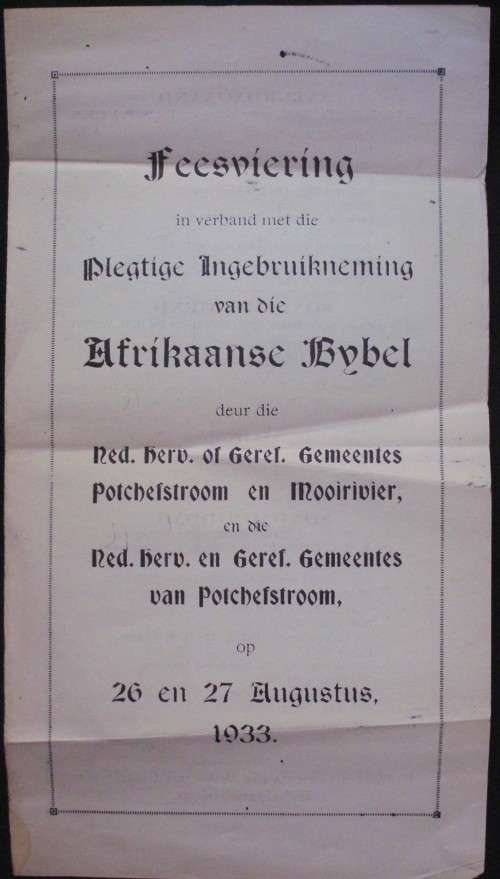 Feesviering
in verband met die
Plegtige Ingebruikneming
van die
Afrikaanse Bybel
deur die
Ned. Herv. of Geref. Gemeentes
Potchefstroom en Mooirivier,
en die
Ned. Herv. en Geref. Gemeentes
van Potchefstroom,
op
26 en 27 Augustus,
1933.